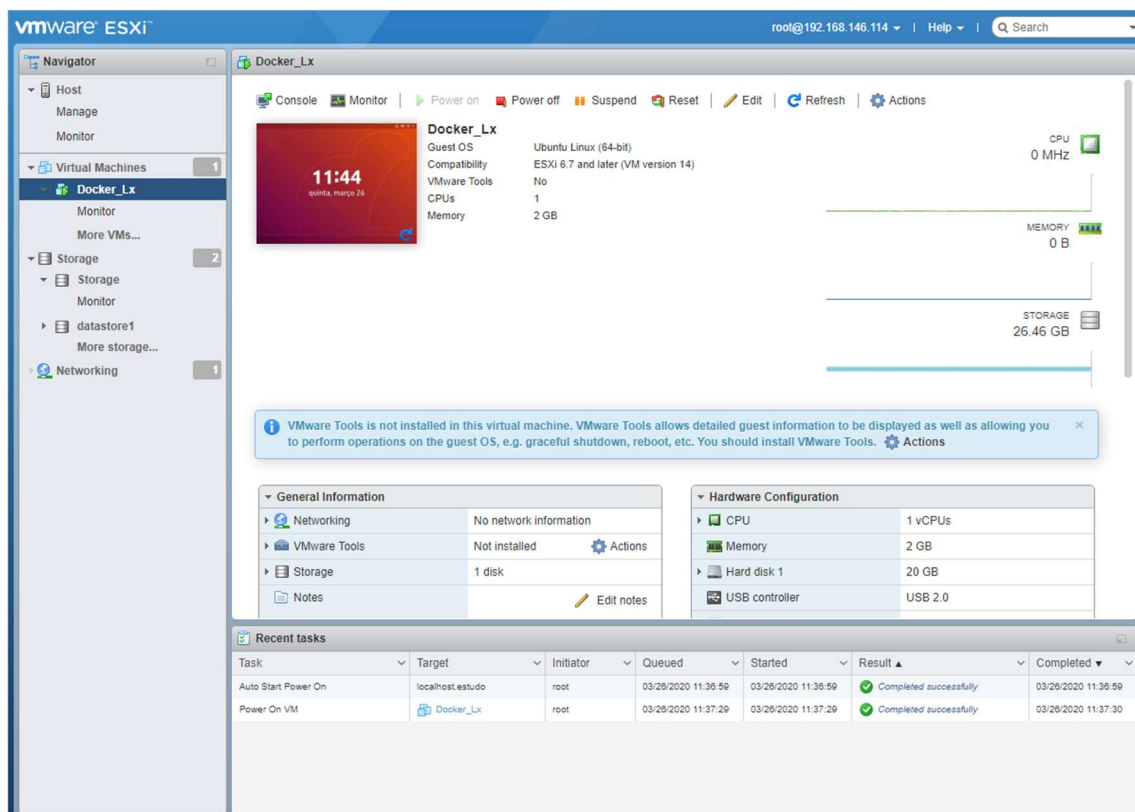 vmware ESXi™
root@192.168.146.114 | Help | Search
Navigator
Host
Manage
Monitor
Virtual Machines 1
Docker_Lx
Monitor
More VMs...
Storage 2
Storage
Monitor
datastore1
More storage...
Networking 1
Docker_Lx
Console Monitor | Power on Power off Suspend Reset | Edit | Refresh | Actions
11:44
quinta, março 26
Docker_Lx
Guest OS Ubuntu Linux (64-bit)
Compatibility ESXi 6.7 and later (VM version 14)
VMware Tools No
CPUs 1
Memory 2 GB
CPU
0 MHz
MEMORY
0 B
STORAGE
26.46 GB
VMware Tools is not installed in this virtual machine. VMware Tools allows detailed guest information to be displayed as well as allowing you
to perform operations on the guest OS, e.g. graceful shutdown, reboot, etc. You should install VMware Tools. Actions
General Information
Networking No network information
VMware Tools Not installed Actions
Storage 1 disk
Notes Edit notes
Hardware Configuration
CPU 1 vCPUs
Memory 2 GB
Hard disk 1 20 GB
USB controller USB 2.0
Recent tasks
Task Target Initiator Queued Started Result ▲ Completed ▼
Auto Start Power On localhost.estudo root 03/26/2020 11:36:59 03/26/2020 11:36:59 Completed successfully 03/26/2020 11:36:59
Power On VM Docker_Lx root 03/26/2020 11:37:29 03/26/2020 11:37:29 Completed successfully 03/26/2020 11:37:30